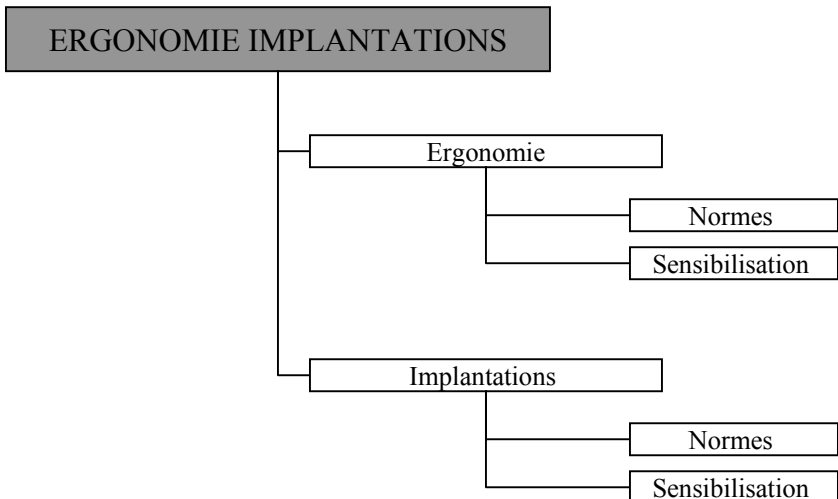 ERGONOMIE IMPLANTATIONS
Ergonomie
Normes
Sensibilisation
Implantations
Normes
Sensibilisation